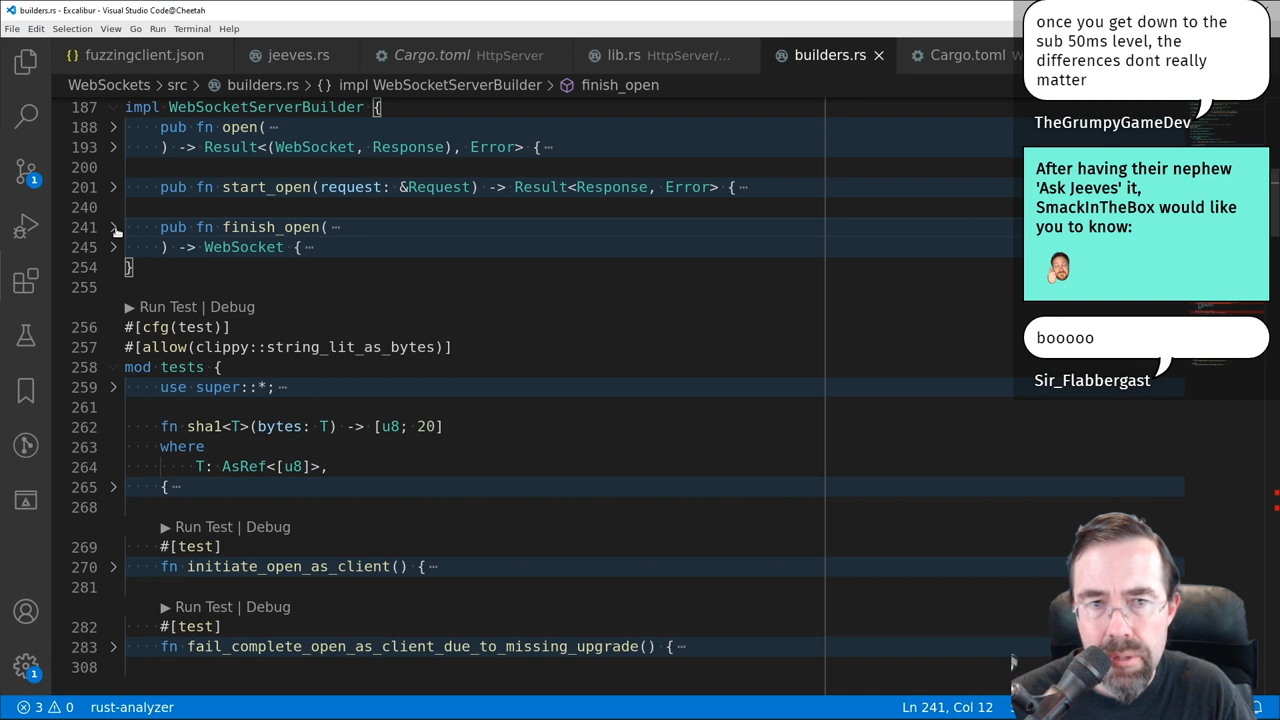 builders.rs - Excalibur - Visual Studio Code@Cheetah
File Edit Selection View Go Run Terminal Help
fuzzingclient.json jeeves.rs Cargo.toml HttpServer lib.rs HttpServer/... builders.rs Cargo.toml
WebSockets > src > builders.rs > {} impl WebSocketServerBuilder > finish_open
187 impl WebSocketServerBuilder {
188 pub fn open( ⋯
193 ) -> Result<(WebSocket, Response), Error> { ⋯
200
201 pub fn start_open(request: &Request) -> Result<Response, Error> { ⋯
240
241 pub fn finish_open( ⋯
245 ) -> WebSocket { ⋯
254 }
255
▶ Run Test | Debug
256 #[cfg(test)]
257 #[allow(clippy::string_lit_as_bytes)]
258 mod tests {
259 use super::*; ⋯
261
262 fn sha1<T>(bytes: T) -> [u8; 20]
263 where
264 T: AsRef<[u8]>,
265 { ⋯
268
▶ Run Test | Debug
269 #[test]
270 fn initiate_open_as_client() { ⋯
281
▶ Run Test | Debug
282 #[test]
283 fn fail_complete_open_as_client_due_to_missing_upgrade() { ⋯
308
1
1
3 0 rust-analyzer
Ln 241, Col 12
once you get down to the
sub 50ms level, the
differences dont really
matter
TheGrumpyGameDev
After having their nephew
'Ask Jeeves' it,
SmackInTheBox would like
you to know:
booooo
Sir_Flabbergast